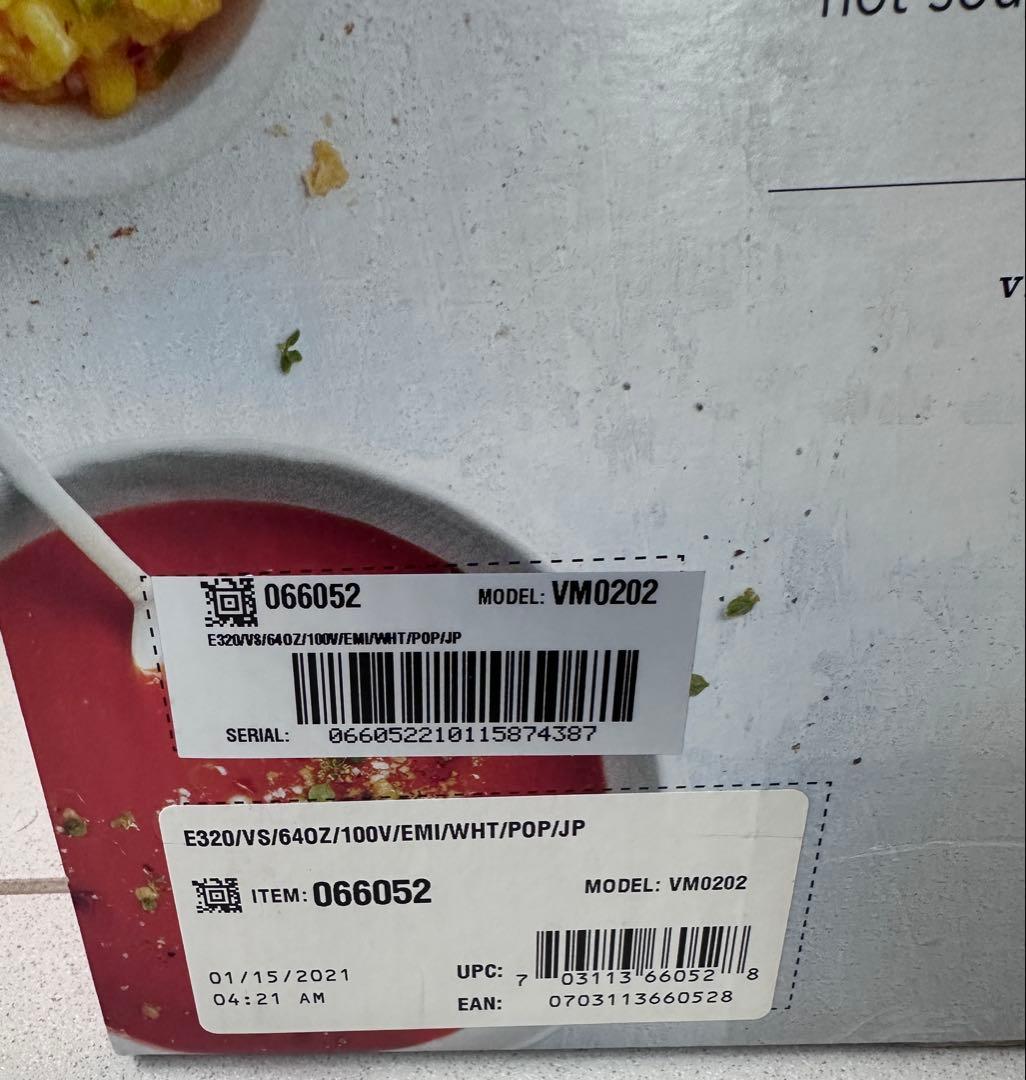 hot
v
066052 MODEL: VM0202
E320/VS/64OZ/100V/EMI/WHT/POP/JP
SERIAL: 066052210115874387
E320/VS/64OZ/100V/EMI/WHT/POP/JP
ITEM: 066052 MODEL: VM0202
01/15/2021
04:21 AM
UPC: 7 03113 66052 8
EAN: 0703113660528